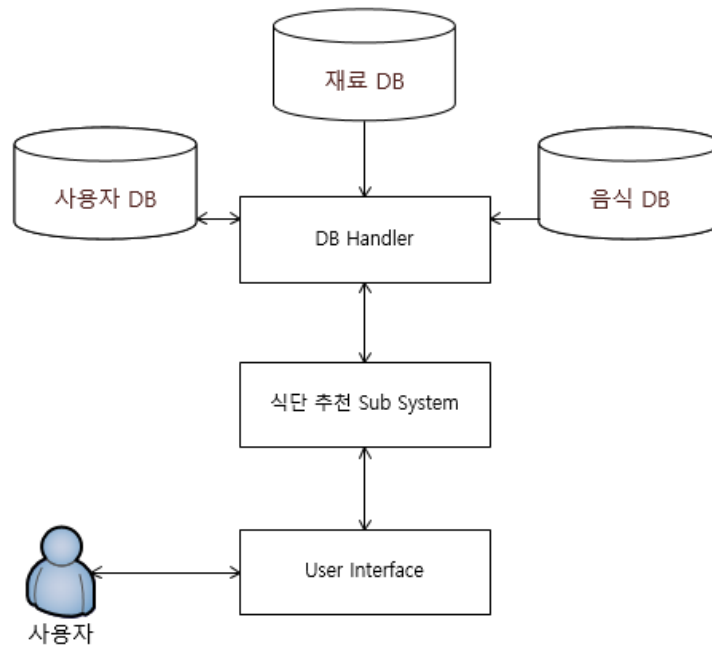 재료 DB
사용자 DB
음식 DB
DB Handler
식단 추천 Sub System
User Interface
사용자